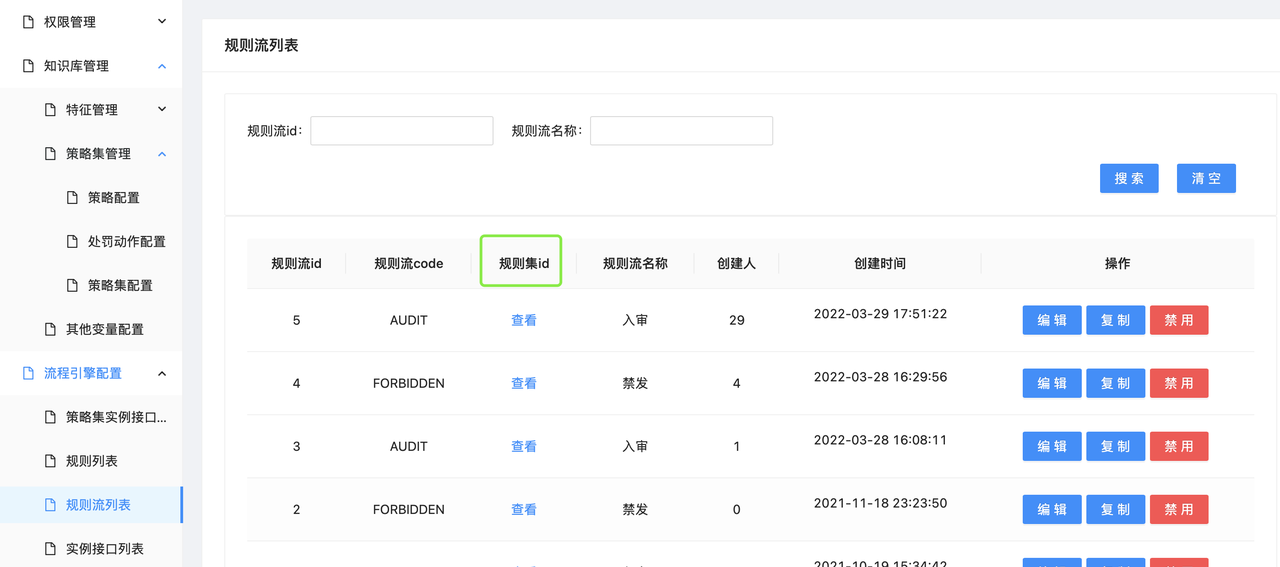 权限管理
知识库管理
特征管理
策略集管理
策略配置
处罚动作配置
策略集配置
其他变量配置
流程引擎配置
策略集实例接口...
规则列表
规则流列表
实例接口列表
规则流列表
规则流id: 规则流名称:
搜 索 清 空
规则流id 规则流code 规则集id 规则流名称 创建人 创建时间 操作
5 AUDIT 查看 入审 29 2022-03-29 17:51:22 编 辑 复 制 禁 用
4 FORBIDDEN 查看 禁发 4 2022-03-28 16:29:56 编 辑 复 制 禁 用
3 AUDIT 查看 入审 1 2022-03-28 16:08:11 编 辑 复 制 禁 用
2 FORBIDDEN 查看 禁发 0 2021-11-18 23:23:50 编 辑 复 制 禁 用
2021-10-19 15:34:42